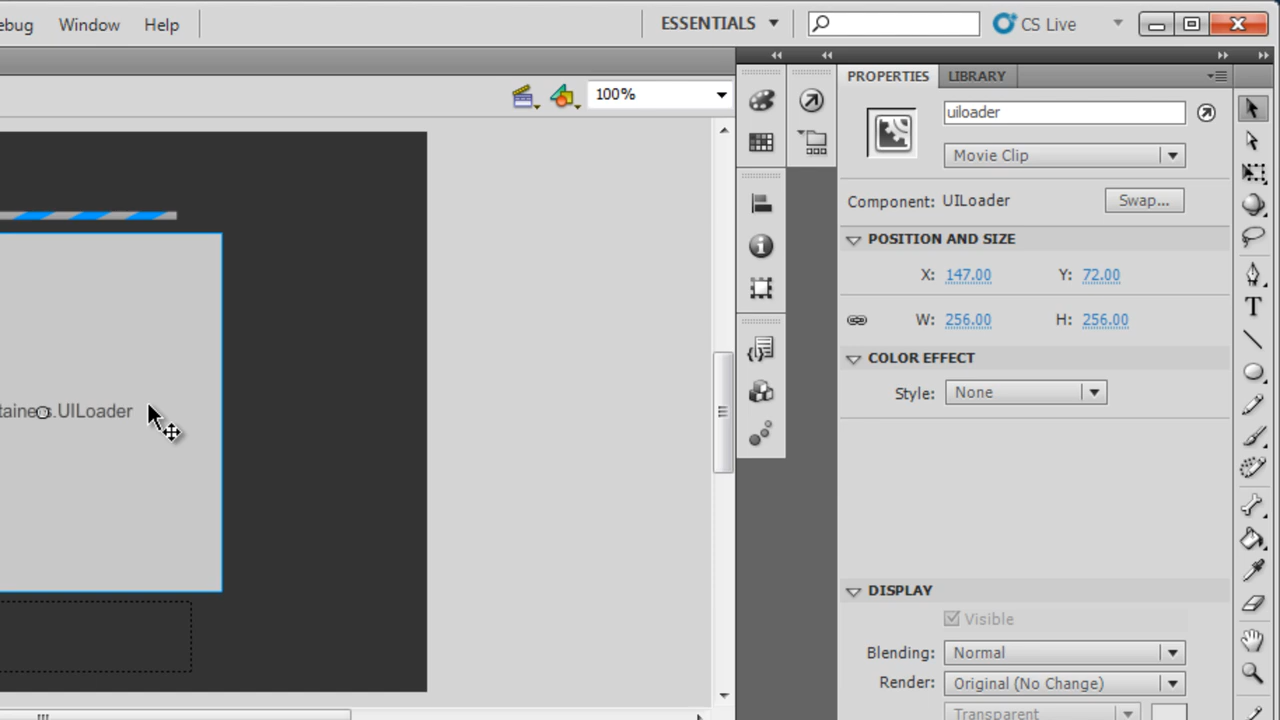 ebug Window Help ESSENTIALS CS Live
100%
PROPERTIES LIBRARY
uiloader
Movie Clip
Component: UILoader Swap...
POSITION AND SIZE
X: 147.00 Y: 72.00
W: 256.00 H: 256.00
COLOR EFFECT
Style: None
tainers.UILoader
DISPLAY
Visible
Blending: Normal
Render: Original (No Change)
Transparent